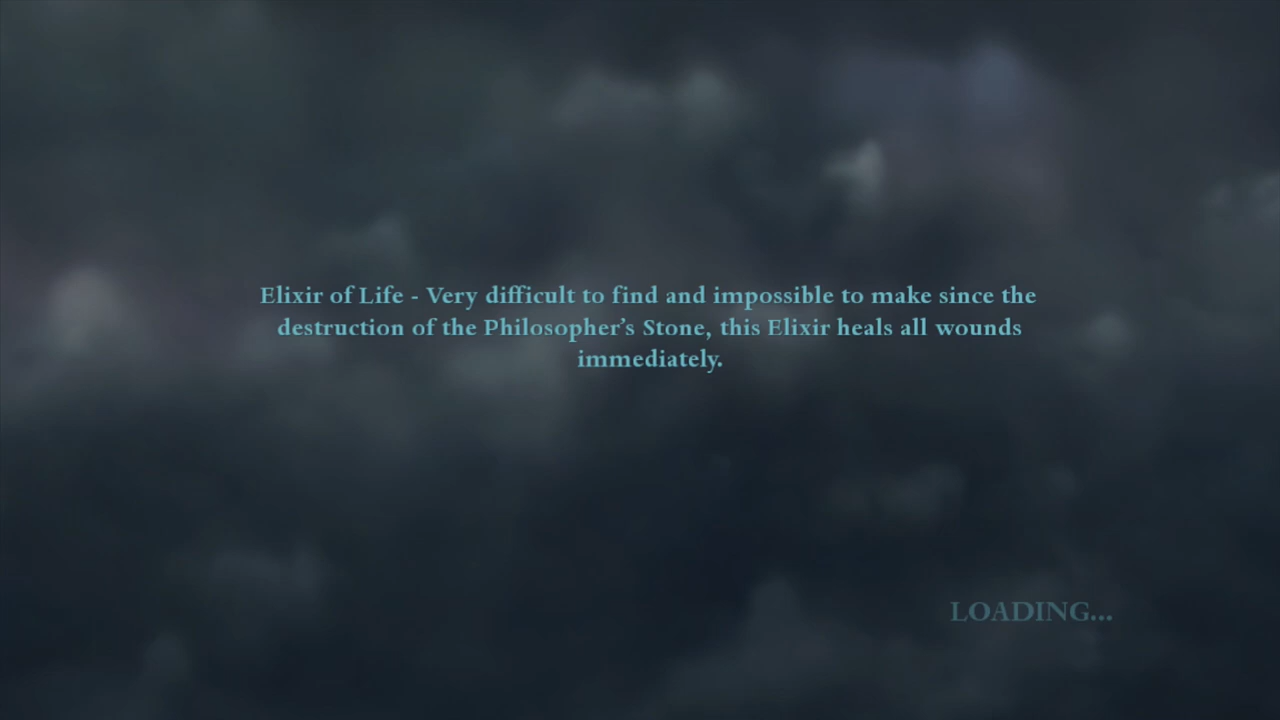 Elixir of Life - Very difficult to find and impossible to make since the
destruction of the Philosopher’s Stone, this Elixir heals all wounds
immediately.
LOADING...